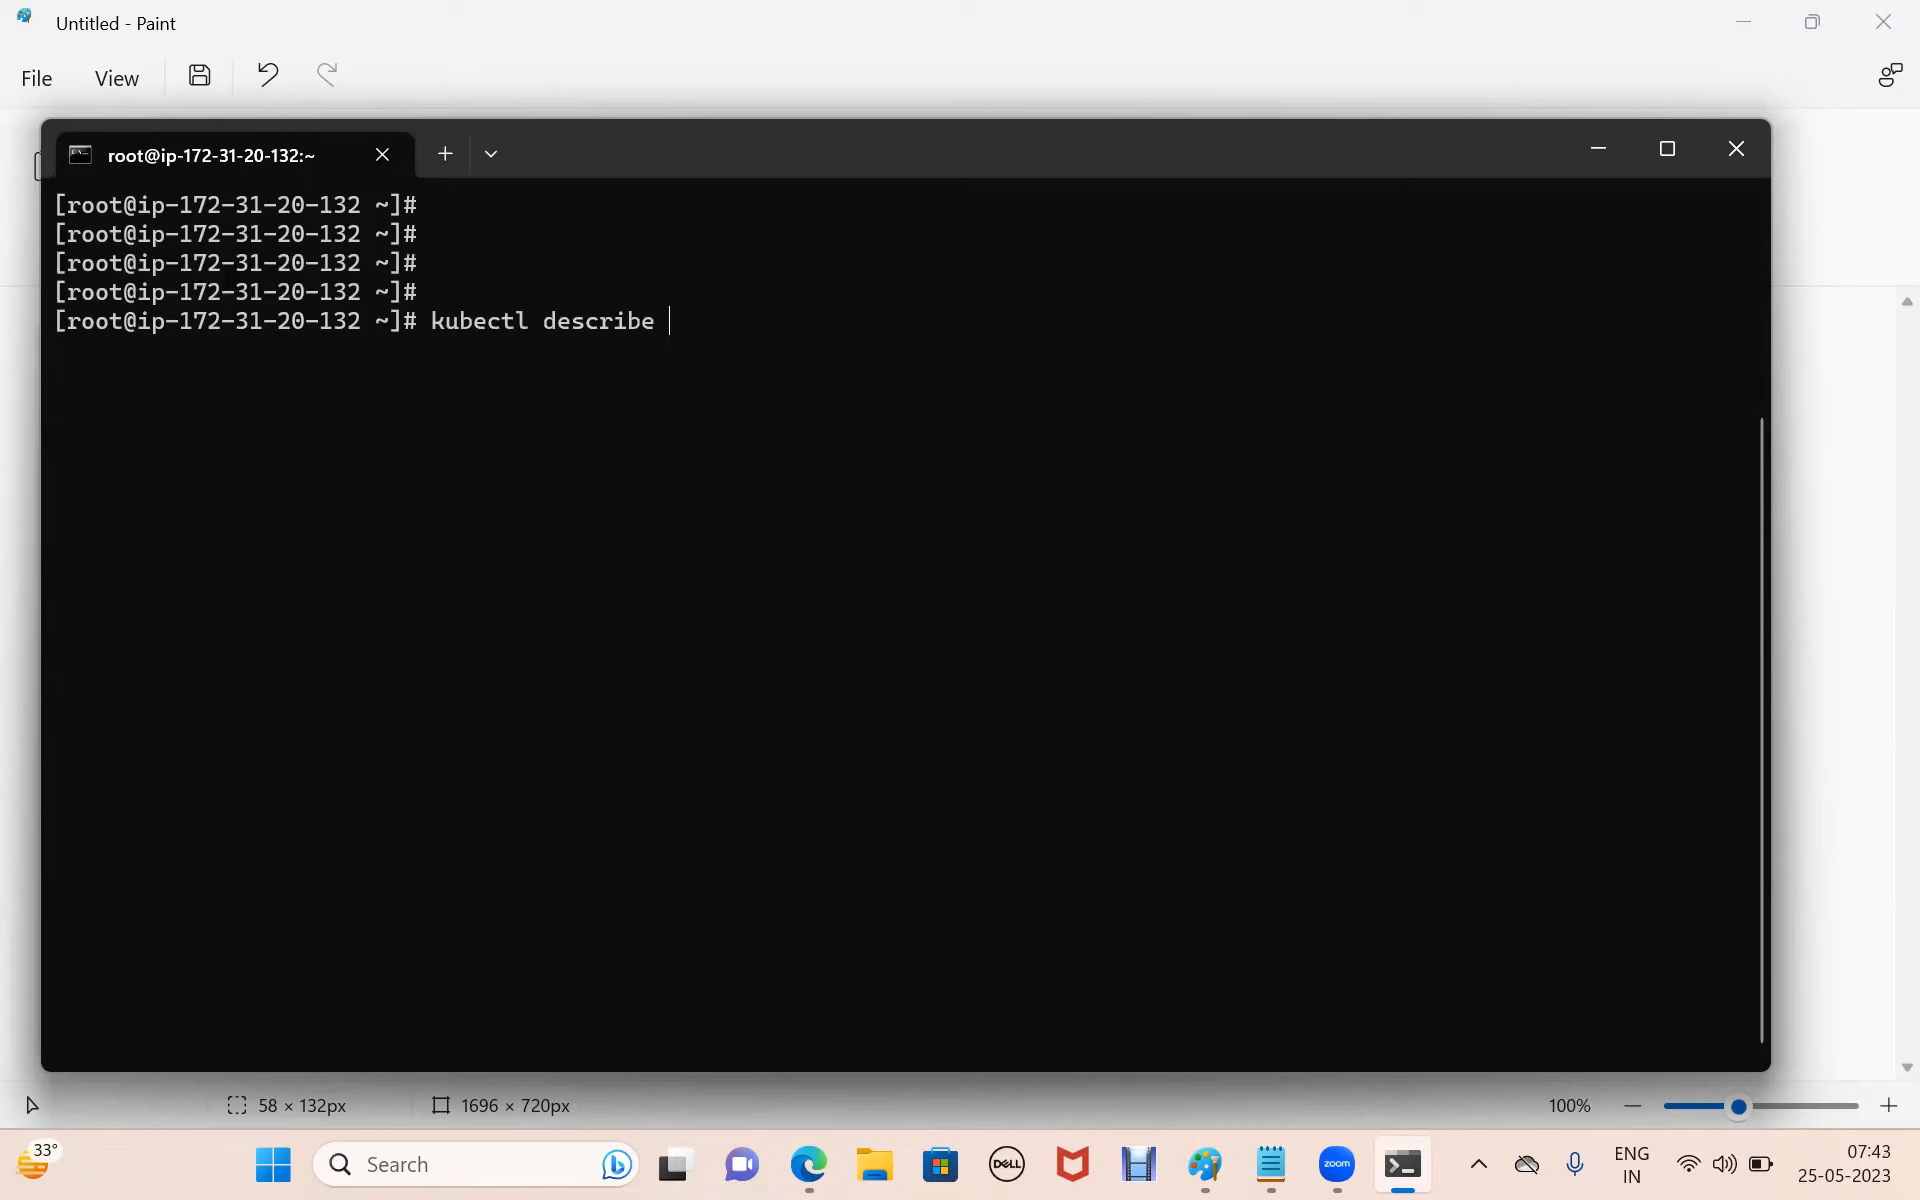 Untitled - Paint
File View
root@ip-172-31-20-132:~
[root@ip-172-31-20-132 ~]#
[root@ip-172-31-20-132 ~]#
[root@ip-172-31-20-132 ~]#
[root@ip-172-31-20-132 ~]#
[root@ip-172-31-20-132 ~]# kubectl describe
58 × 132px 1696 × 720px 100%
33° Search DELL zoom ENG 07:43
IN 25-05-2023